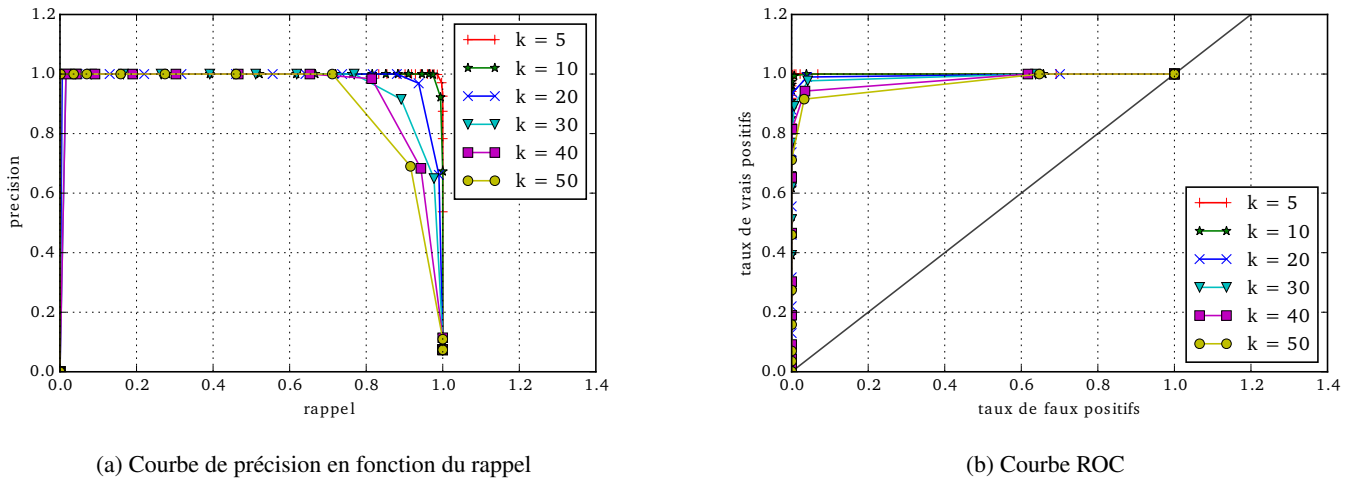 1.2
1.0
0.8
0.6
0.4
0.2
0.0
precision
0.0 0.2 0.4 0.6 0.8 1.0 1.2 1.4
rappel
k = 5
k = 10
k = 20
k = 30
k = 40
k = 50
(a) Courbe de précision en fonction du rappel
1.2
1.0
0.8
0.6
0.4
0.2
0.0
taux de vrais positifs
0.0 0.2 0.4 0.6 0.8 1.0 1.2 1.4
taux de faux positifs
k = 5
k = 10
k = 20
k = 30
k = 40
k = 50
(b) Courbe ROC